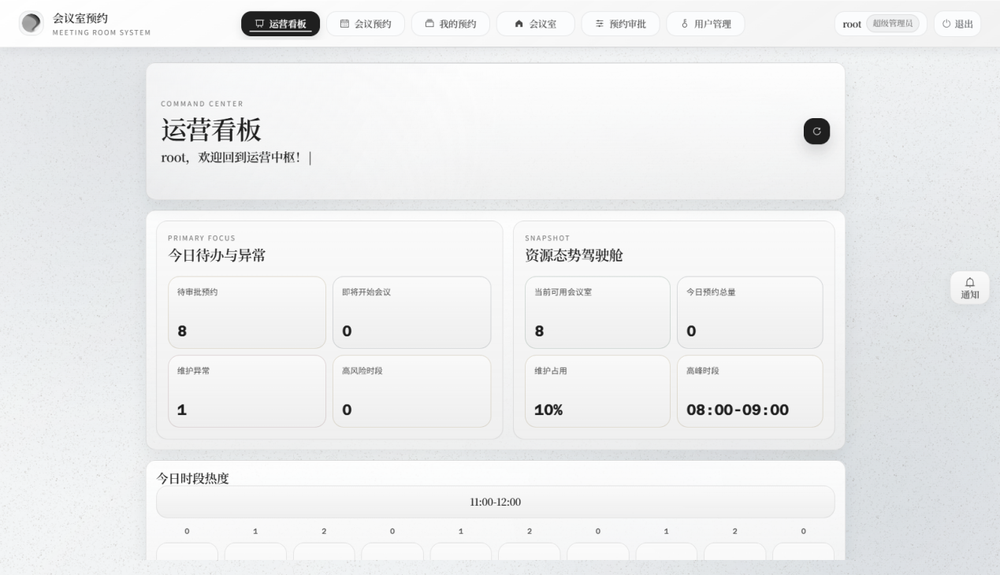 会议室预约
MEETING ROOM SYSTEM
运营看板
会议预约
我的预约
会议室
预约审批
用户管理
root 超级管理员
退出
COMMAND CENTER
运营看板
root，欢迎回到运营中枢！|
PRIMARY FOCUS
今日待办与异常
待审批预约
8
即将开始会议
0
维护异常
1
高风险时段
0
SNAPSHOT
资源态势驾驶舱
当前可用会议室
8
今日预约总量
0
维护占用
10%
高峰时段
08:00-09:00
通知
今日时段热度
11:00-12:00
0 1 2 0 1 2 0 1 2 0